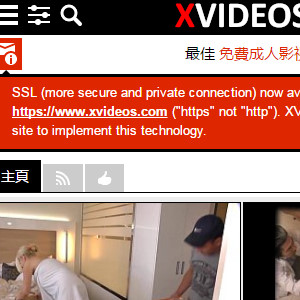 XVIDEOS
最佳 免費成人影視
SSL (more secure and private connection) now av
https://www.xvideos.com ("https" not "http"). XV
site to implement this technology.
主頁